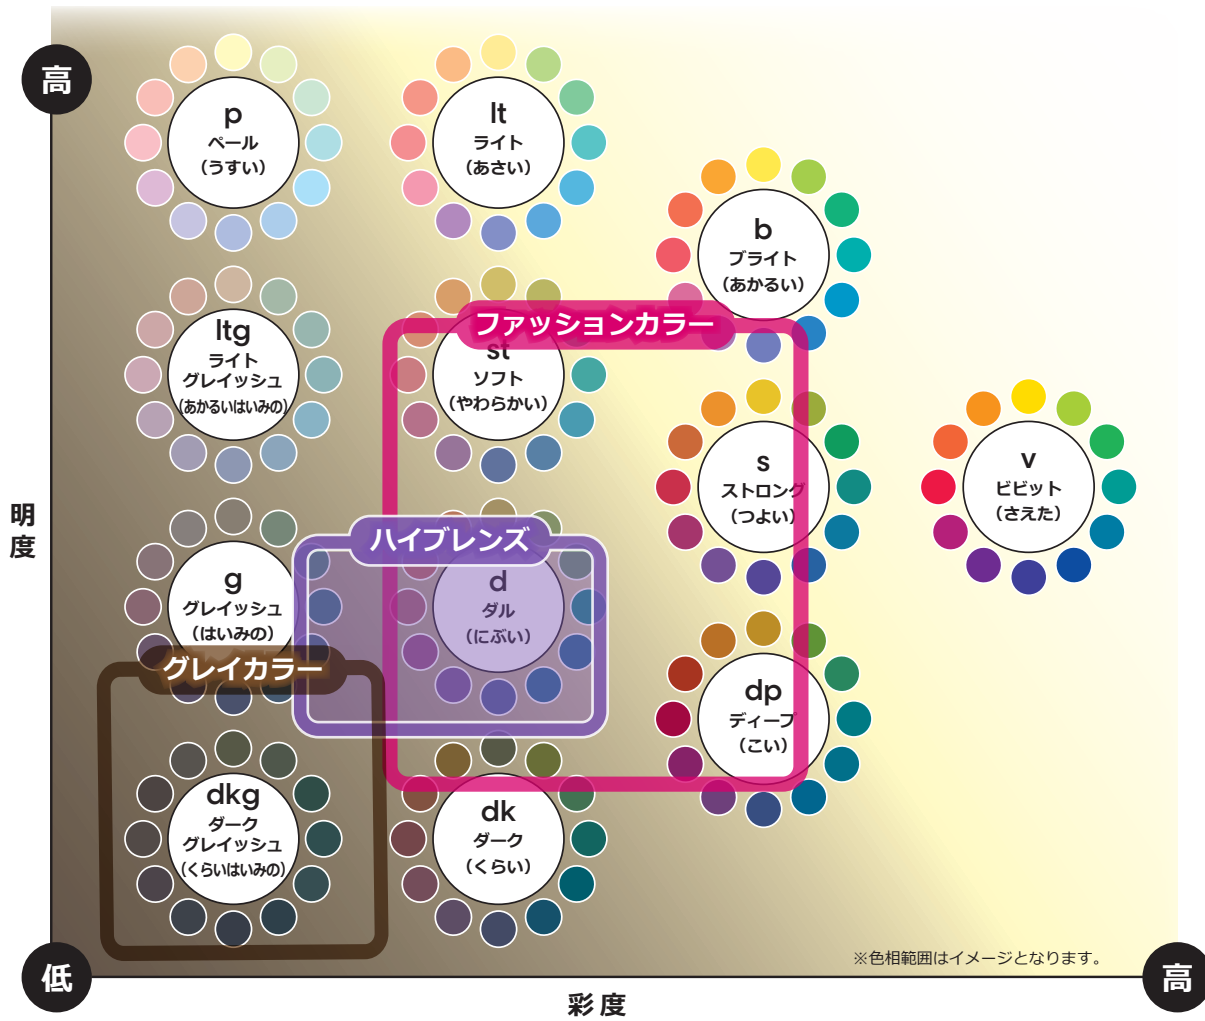 高
p
ペール
（うすい）
lt
ライト
（あさい）
b
ブライト
（あかるい）
ltg
ライト
グレイッシュ
（あかるいはいみの）
ファッションカラー
st
ソフト
（やわらかい）
s
ストロング
（つよい）
v
ビビット
（さえた）
明度
g
グレイッシュ
（はいみの）
ハイブレンズ
d
ダル
（にぶい）
グレイカラー
dp
ディープ
（こい）
dkg
ダーク
グレイッシュ
（くらいはいみの）
dk
ダーク
（くらい）
※色相範囲はイメージとなります。
低
彩度
高